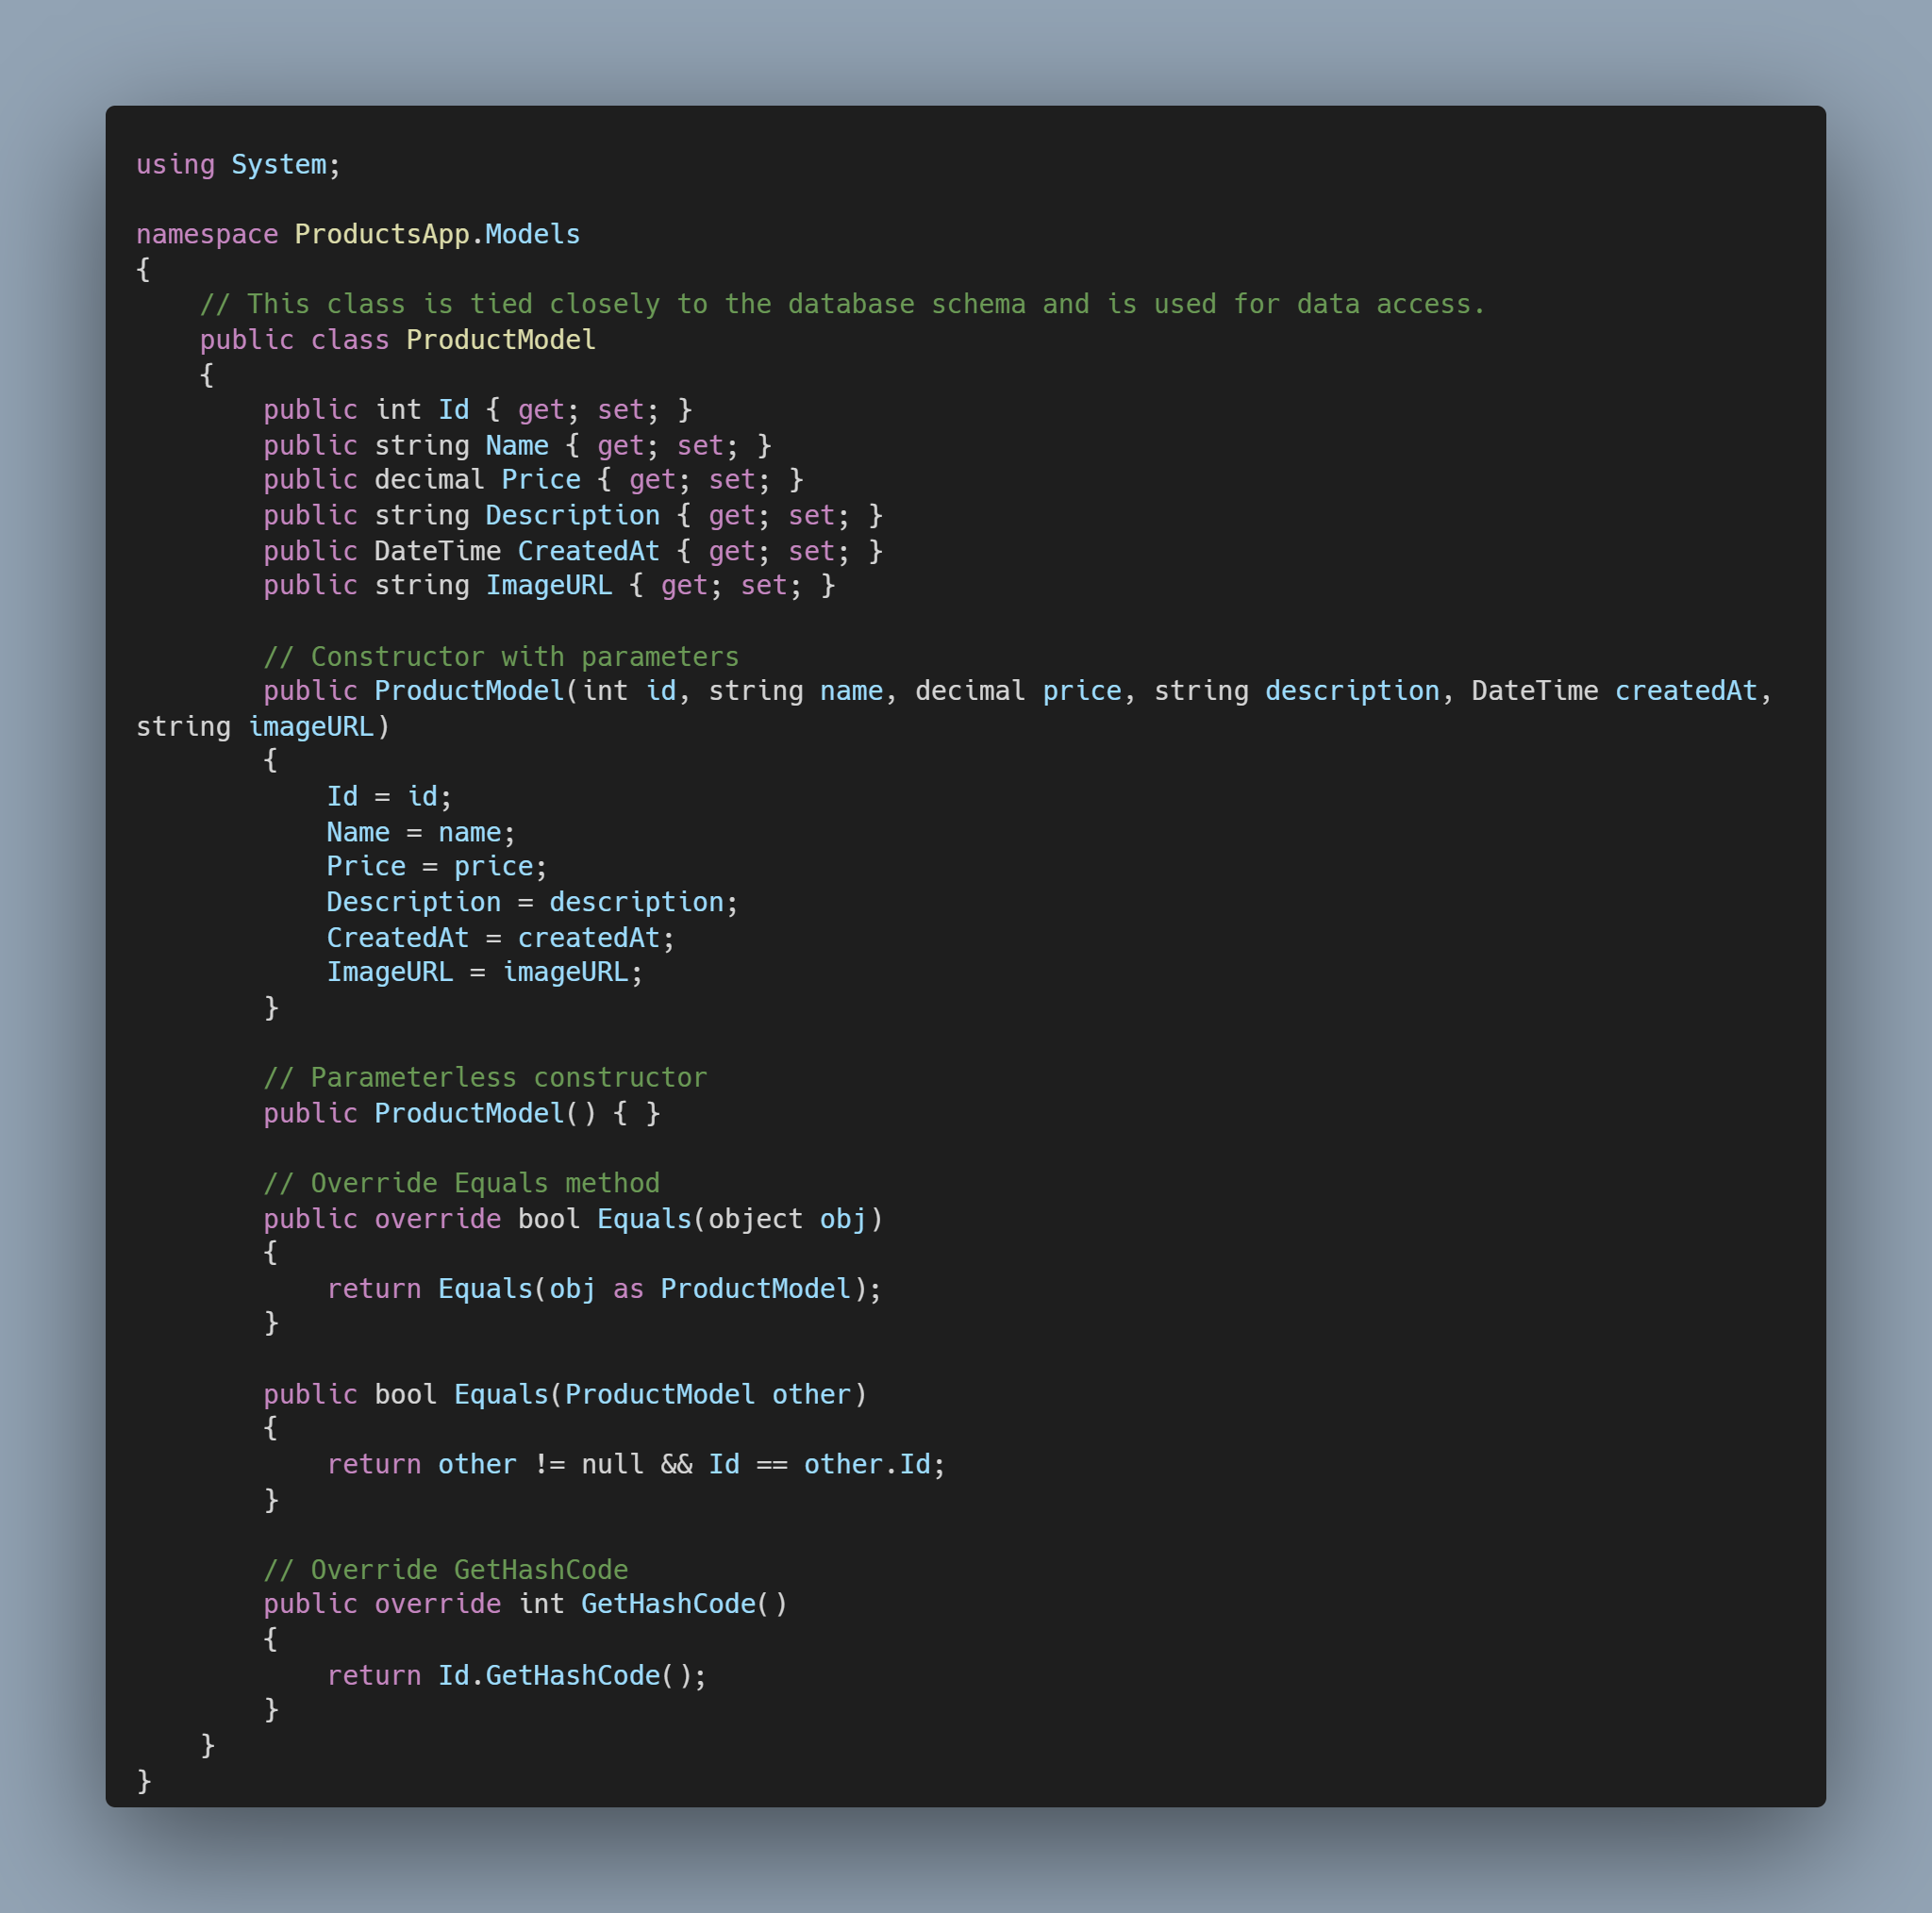 using System;

namespace ProductsApp.Models
{
    // This class is tied closely to the database schema and is used for data access.
    public class ProductModel
    {
        public int Id { get; set; }
        public string Name { get; set; }
        public decimal Price { get; set; }
        public string Description { get; set; }
        public DateTime CreatedAt { get; set; }
        public string ImageURL { get; set; }

        // Constructor with parameters
        public ProductModel(int id, string name, decimal price, string description, DateTime createdAt,
string imageURL)
        {
            Id = id;
            Name = name;
            Price = price;
            Description = description;
            CreatedAt = createdAt;
            ImageURL = imageURL;
        }

        // Parameterless constructor
        public ProductModel() { }

        // Override Equals method
        public override bool Equals(object obj)
        {
            return Equals(obj as ProductModel);
        }

        public bool Equals(ProductModel other)
        {
            return other != null && Id == other.Id;
        }

        // Override GetHashCode
        public override int GetHashCode()
        {
            return Id.GetHashCode();
        }
    }
}